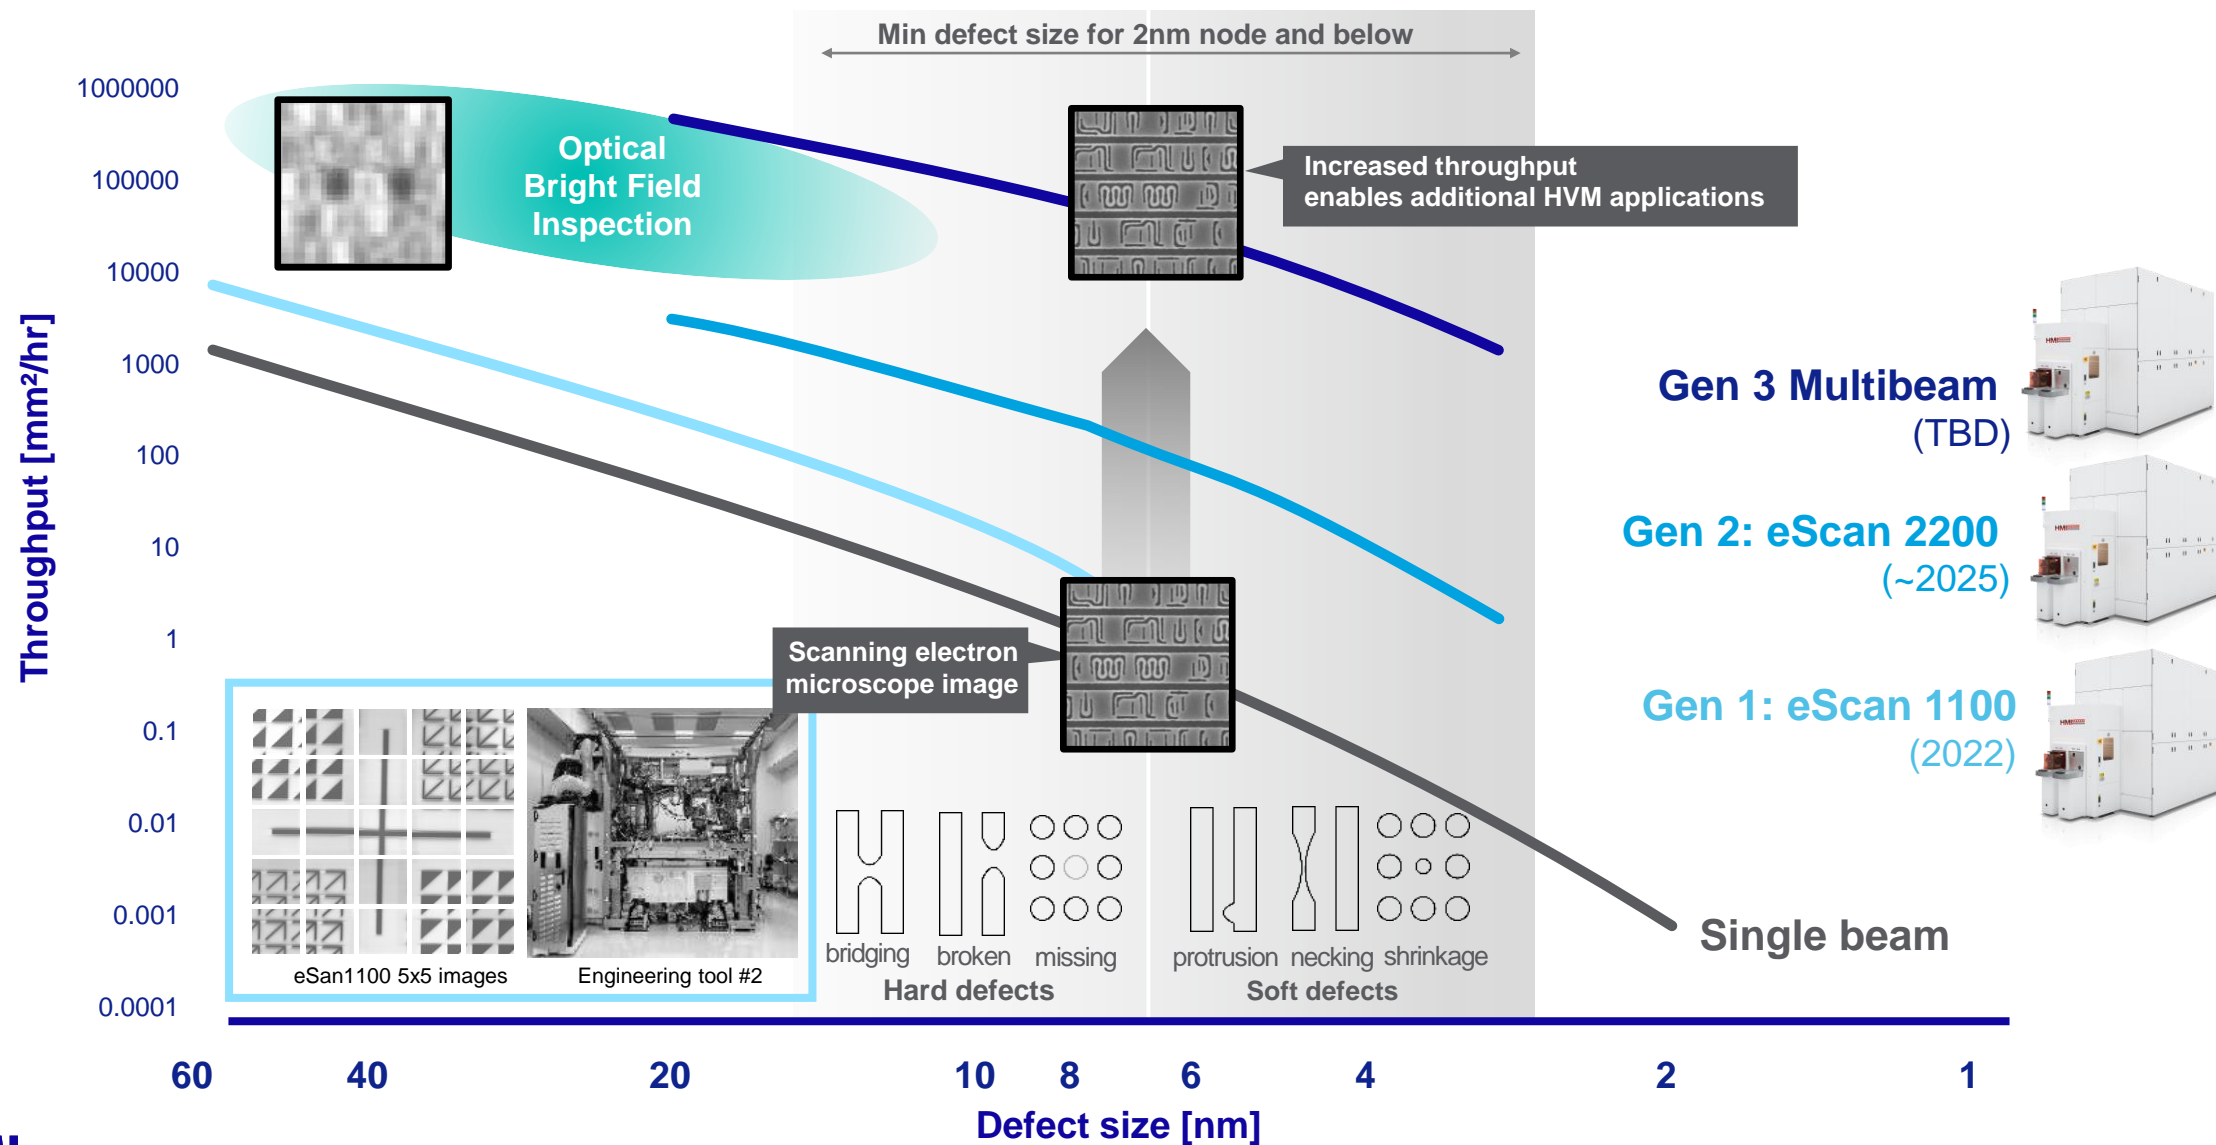 Min defect size for 2nm node and below
1000000
100000
10000
1000
100
10
1
0.1
0.01
0.001
0.0001
Throughput [mm²/hr]
Optical
Bright Field
Inspection
Increased throughput
enables additional HVM applications
Gen 3 Multibeam
(TBD)
HMI
Gen 2: eScan 2200
(~2025)
HMI
Gen 1: eScan 1100
(2022)
HMI
Scanning electron
microscope image
eSan1100 5x5 images
Engineering tool #2
bridging
broken
missing
Hard defects
protrusion
necking
shrinkage
Soft defects
Single beam
60
40
20
10
8
6
4
2
1
Defect size [nm]